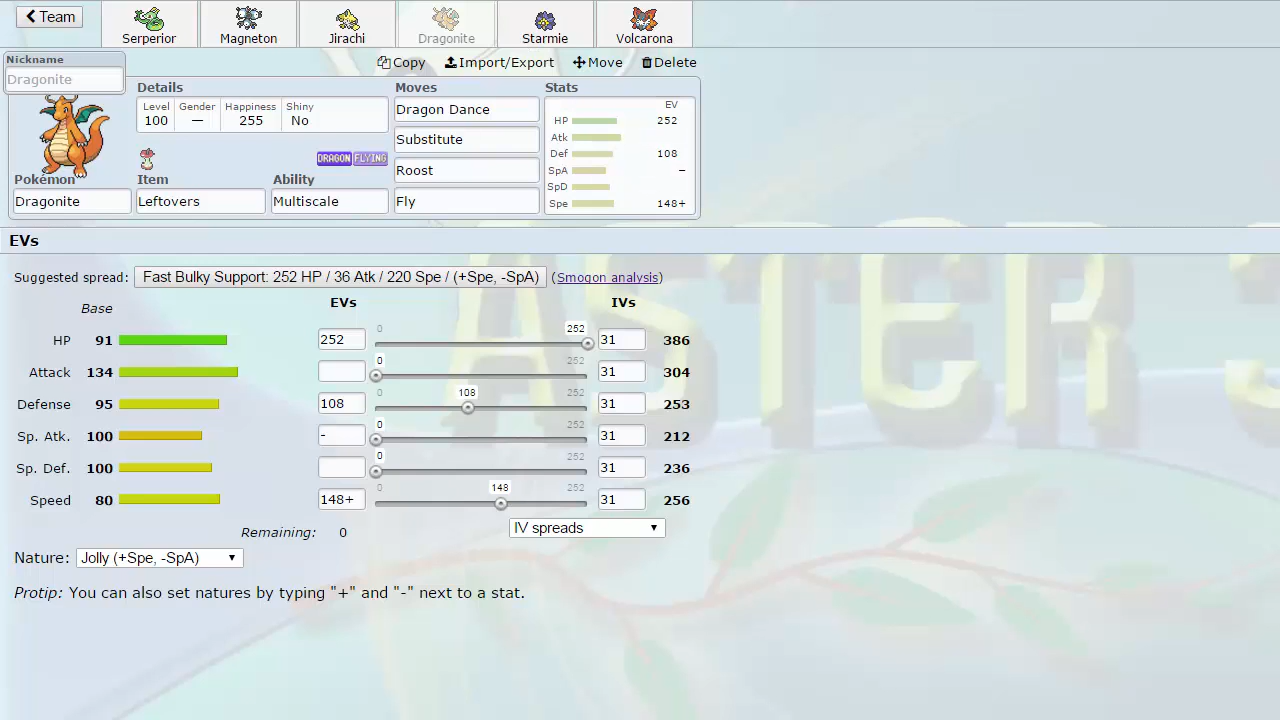 Team
Serperior
Magneton
Jirachi
Dragonite
Starmie
Volcarona
Copy Import/Export Move Delete
Nickname
Dragonite
Details
Level Gender Happiness Shiny
100 — 255 No
DRAGON FLYING
Pokémon Item Ability
Dragonite Leftovers Multiscale
Moves
Dragon Dance
Substitute
Roost
Fly
Stats
EV
HP 252
Atk
Def 108
SpA –
SpD
Spe 148+
EVs
Suggested spread: Fast Bulky Support: 252 HP / 36 Atk / 220 Spe / (+Spe, -SpA) (Smogon analysis)
Base EVs IVs
HP 91 252 0 252 252 31 386
Attack 134 0 252 31 304
Defense 95 108 0 108 252 31 253
Sp. Atk. 100 - 0 252 31 212
Sp. Def. 100 0 252 31 236
Speed 80 148+ 0 148 252 31 256
Remaining: 0 IV spreads
Nature: Jolly (+Spe, -SpA)
Protip: You can also set natures by typing "+" and "-" next to a stat.
ASTER